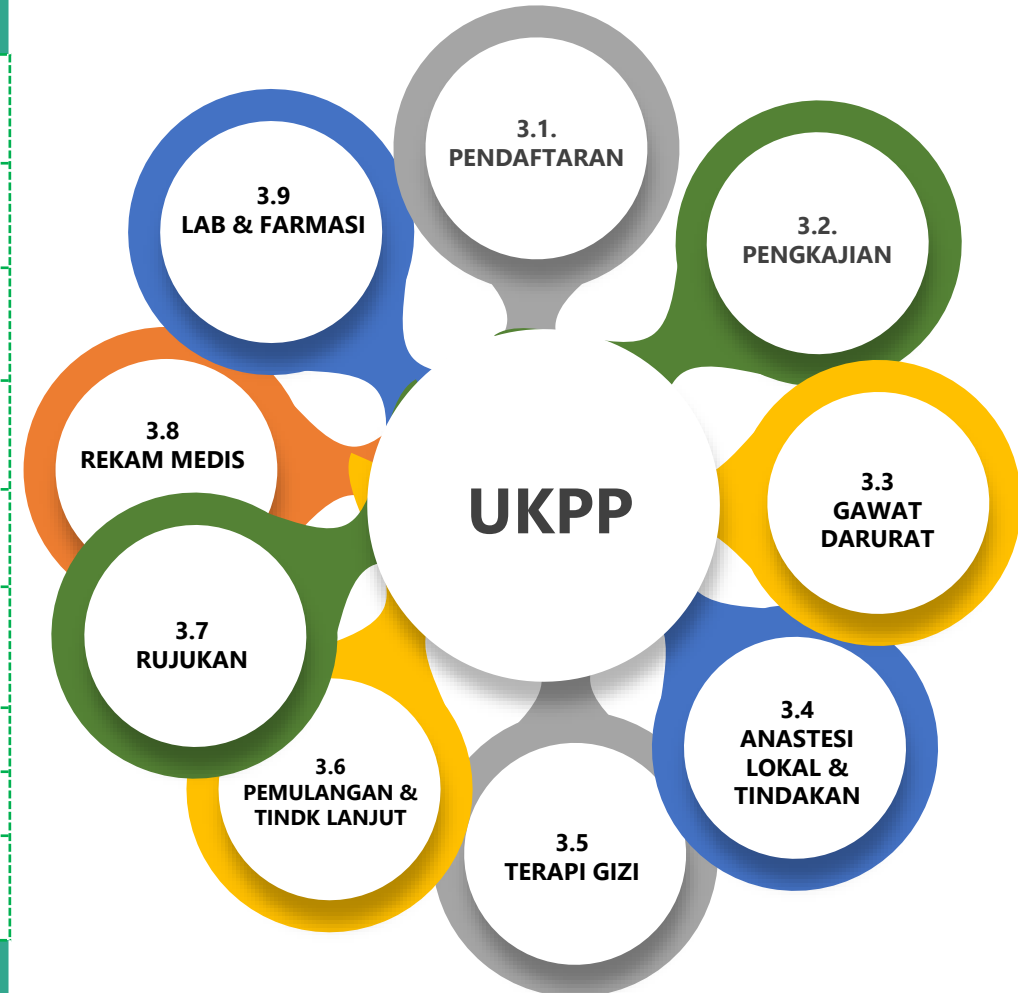 3.1.
PENDAFTARAN
3.2.
PENGKAJIAN
3.3
GAWAT
DARURAT
3.4
ANASTESI
LOKAL &
TINDAKAN
3.5
TERAPI GIZI
3.6
PEMULANGAN &
TINDK LANJUT
3.7
RUJUKAN
3.8
REKAM MEDIS
3.9
LAB & FARMASI
UKPP